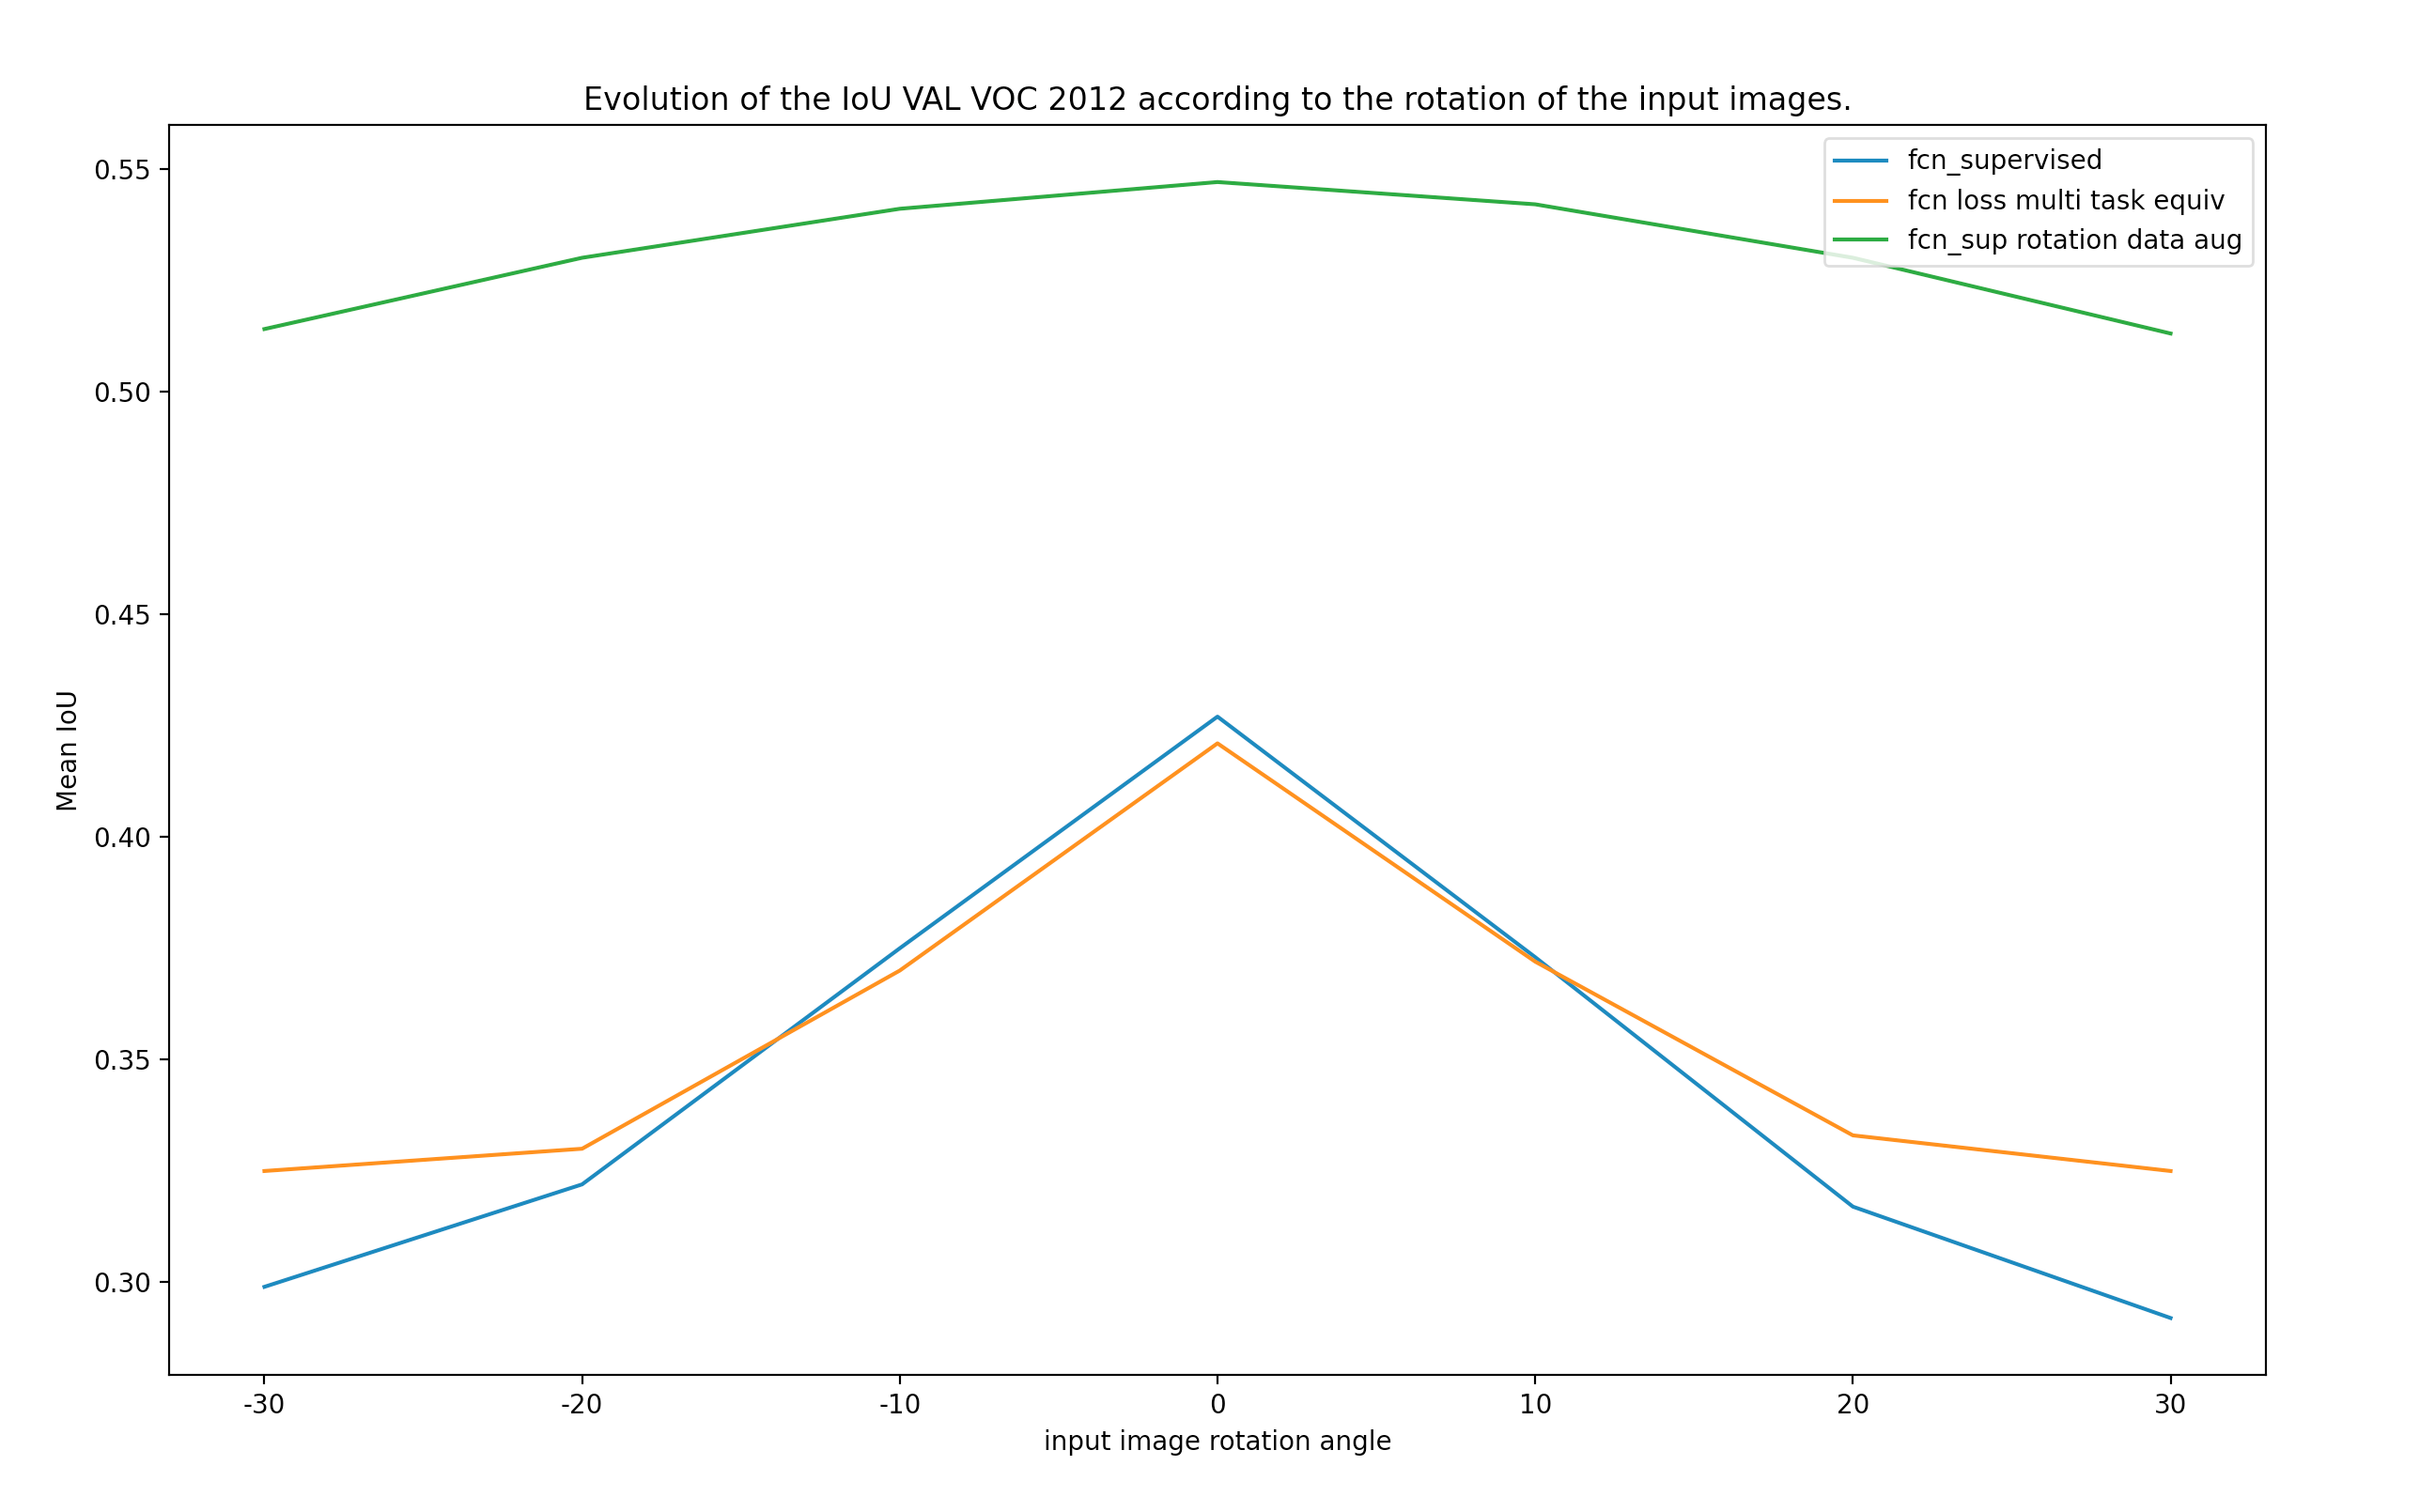 Evolution of the IoU VAL VOC 2012 according to the rotation of the input images.
fcn_supervised
fcn loss multi task equiv
fcn_sup rotation data aug
0.55
0.50
0.45
0.40
0.35
0.30
Mean IoU
-30 -20 -10 0 10 20 30
input image rotation angle